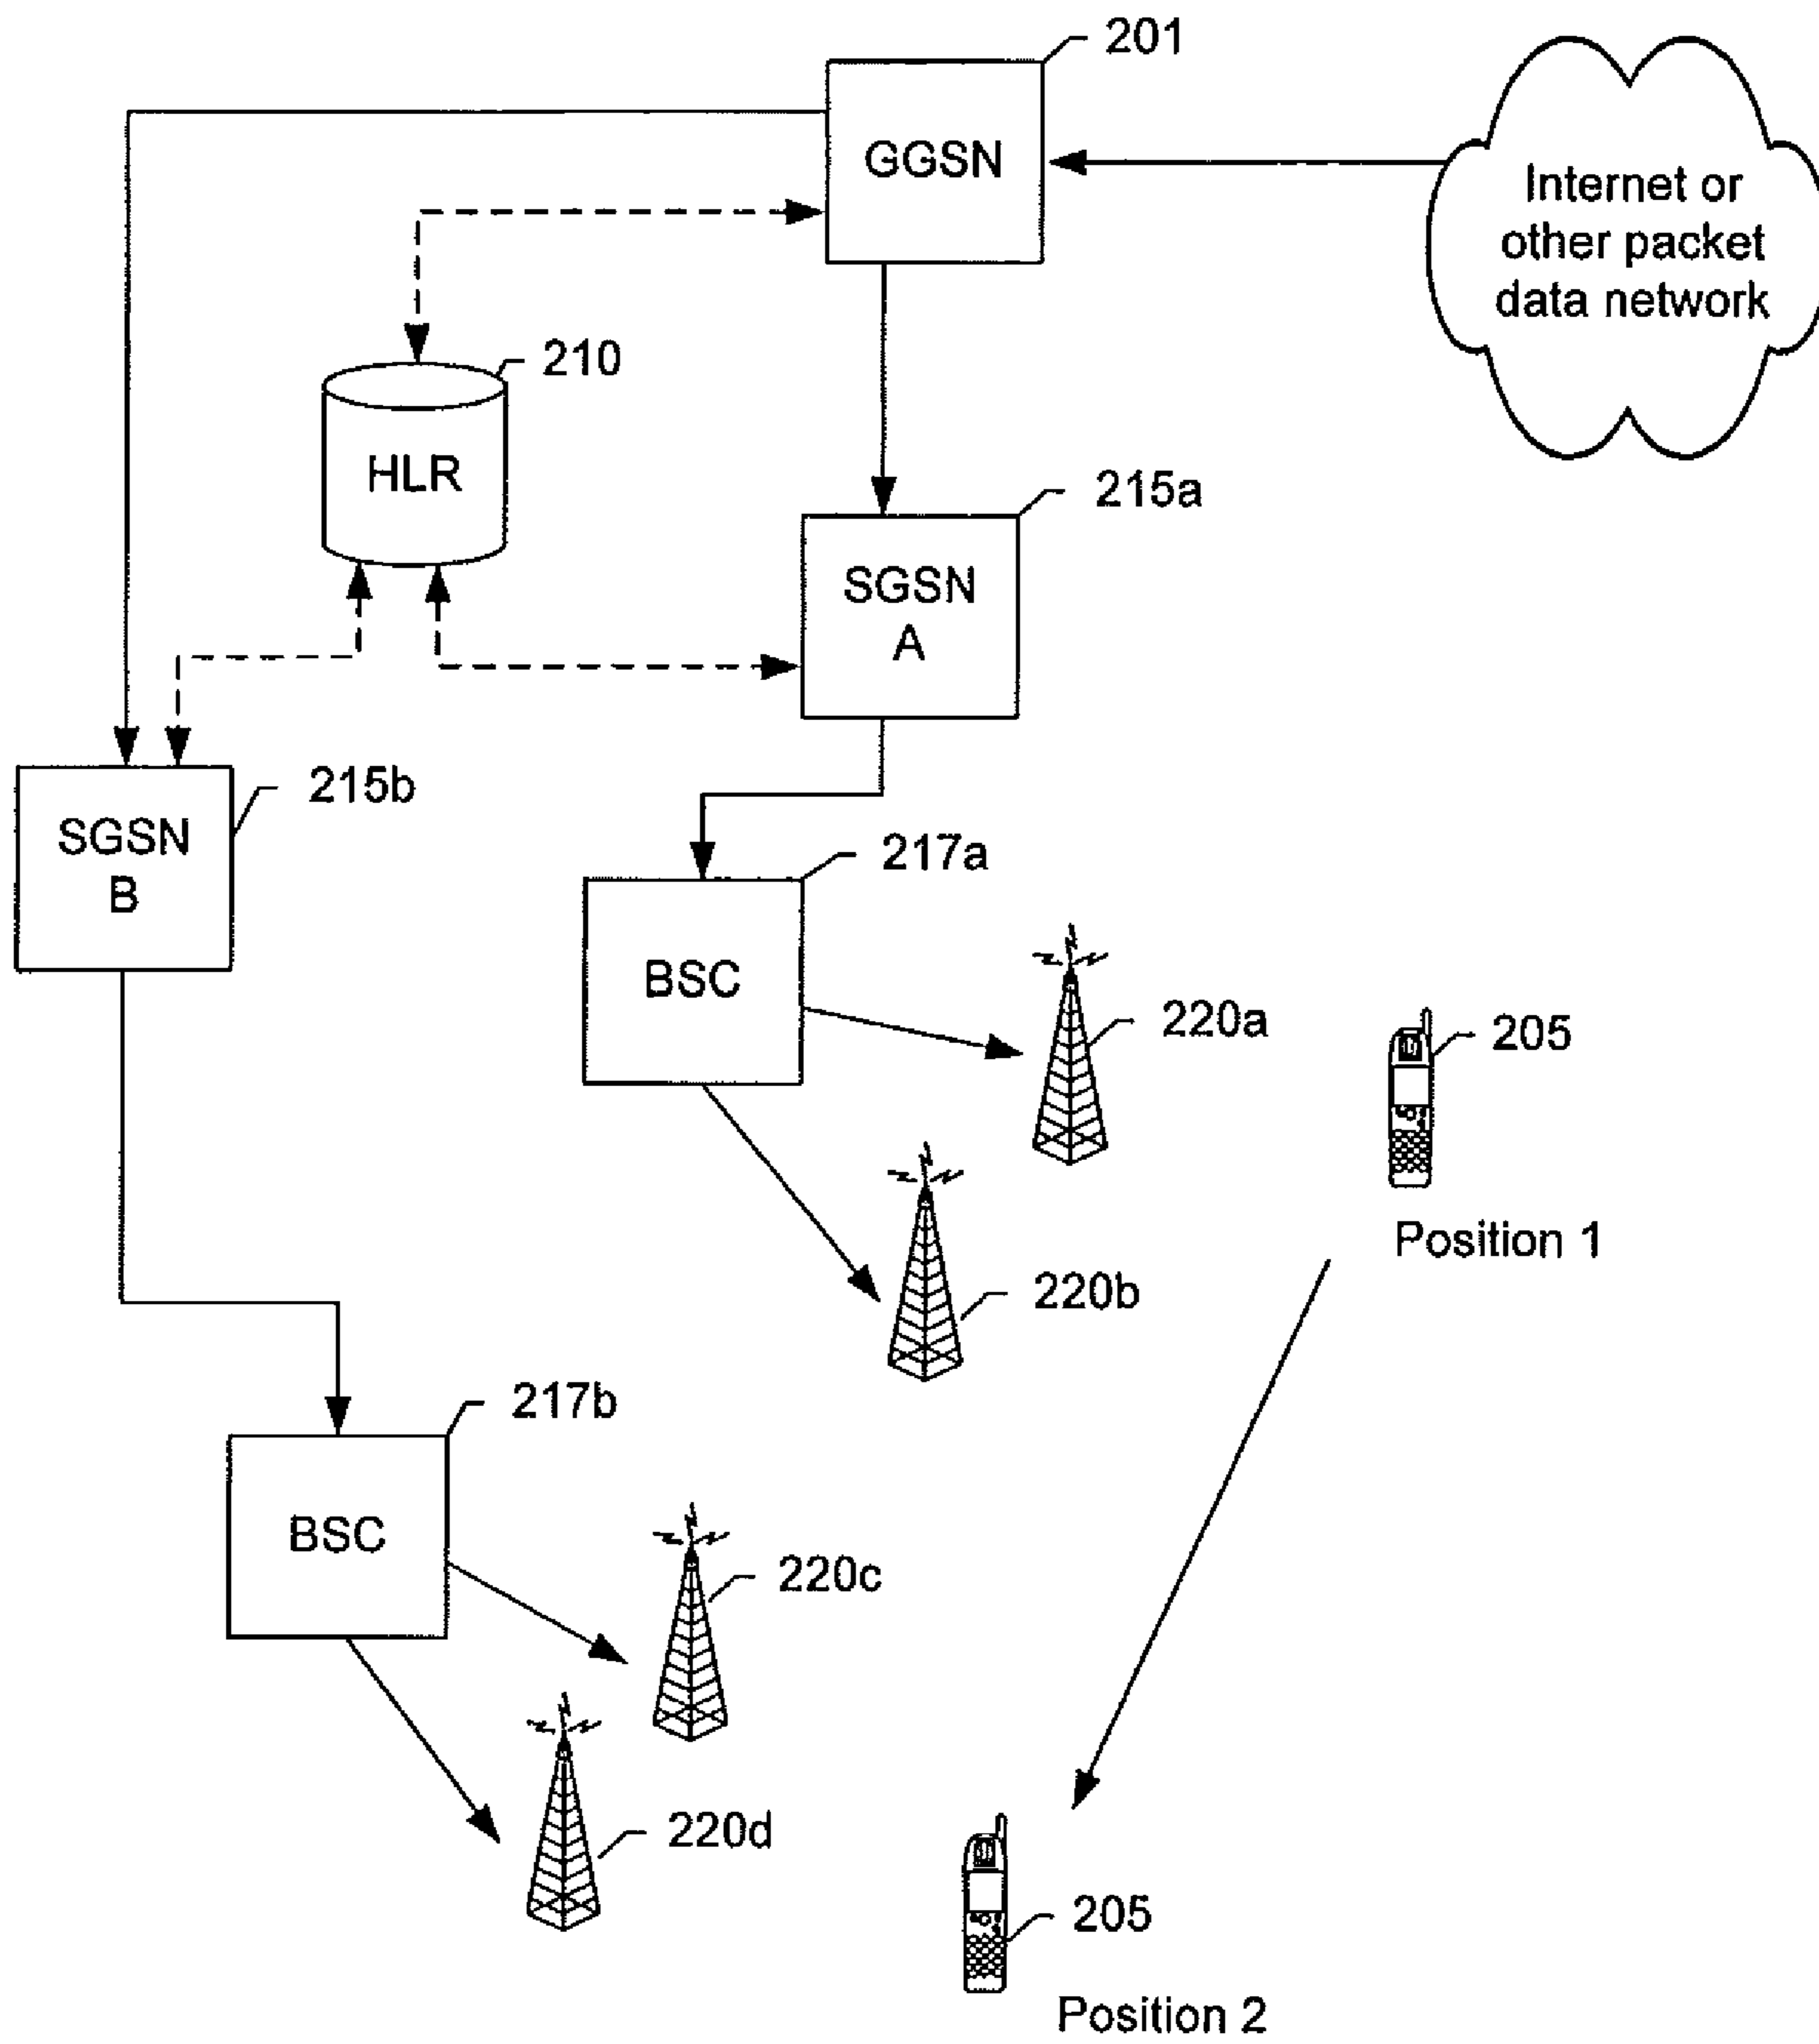 201
GGSN
Internet or
other packet
data network
210
HLR
215a
SGSN
A
215b
SGSN
B
217a
BSC
220a
205
Position 1
220b
217b
BSC
220c
220d
205
Position 2